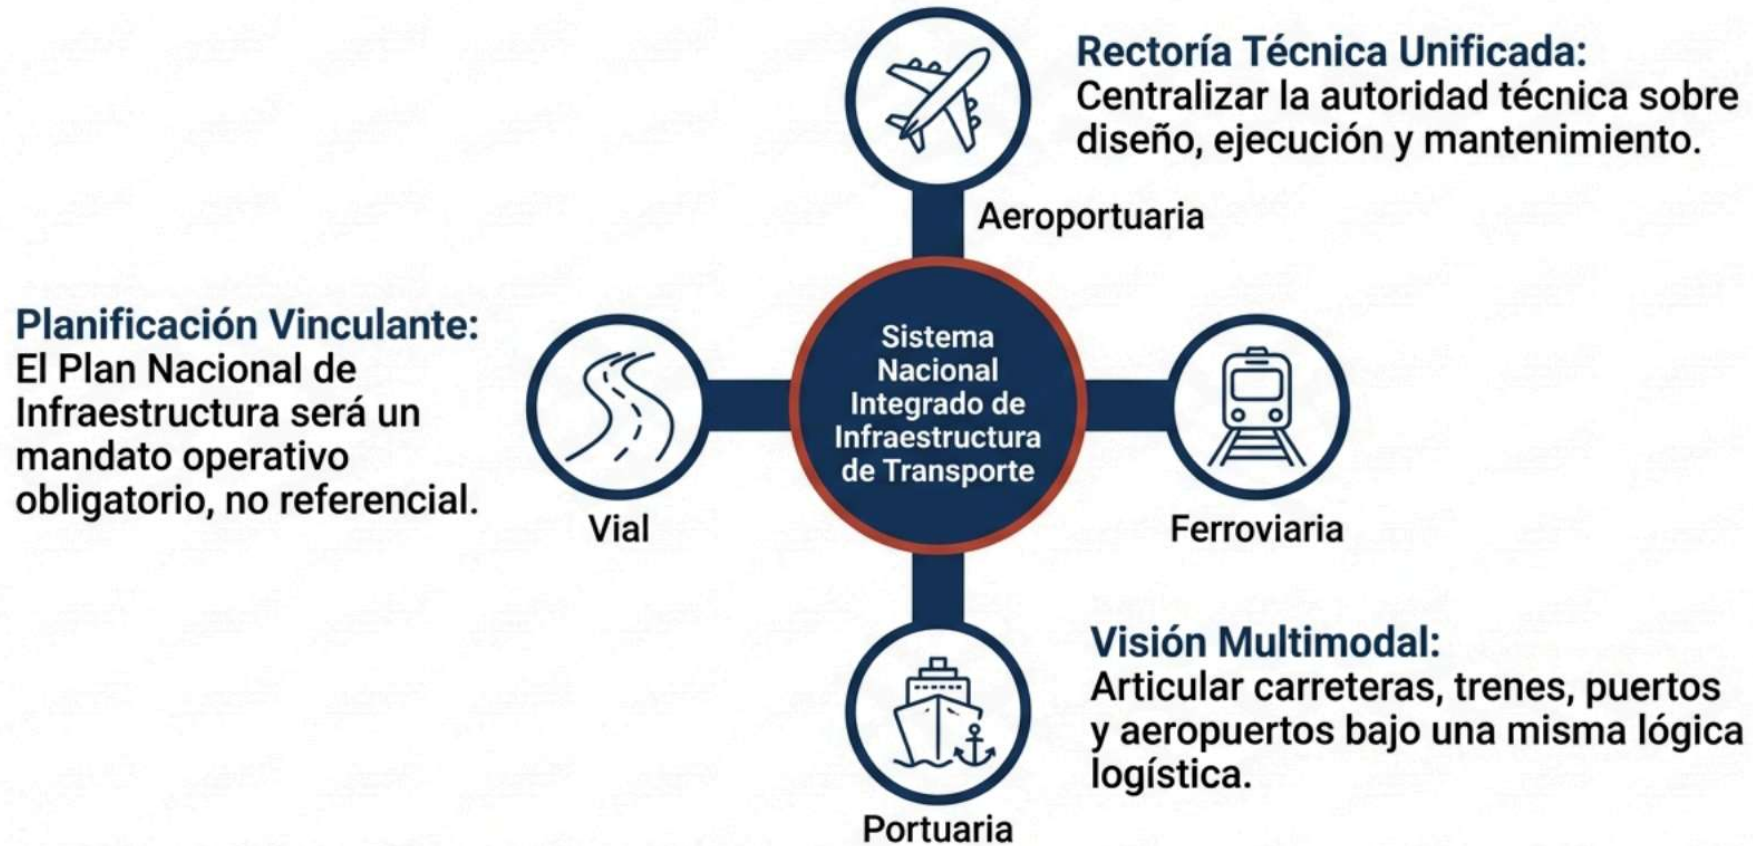 Rectoría Técnica Unificada:
Centralizar la autoridad técnica sobre
diseño, ejecución y mantenimiento.
Aeroportuaria
Planificación Vinculante:
El Plan Nacional de
Infraestructura será un
mandato operativo
obligatorio, no referencial.
Vial
Sistema
Nacional
Integrado de
Infraestructura
de Transporte
Ferroviaria
Visión Multimodal:
Articular carreteras, trenes, puertos
y aeropuertos bajo una misma lógica
logística.
Portuaria